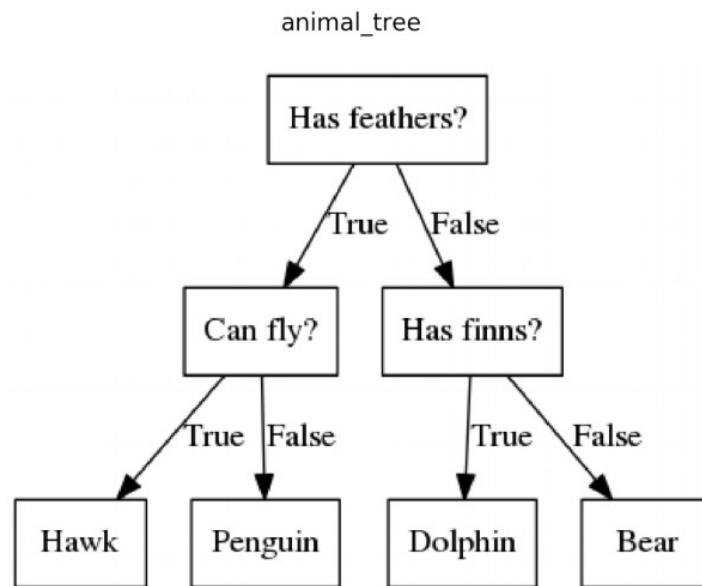 animal_tree
Has feathers?
True
False
Can fly?
Has finns?
True
False
True
False
Hawk
Penguin
Dolphin
Bear